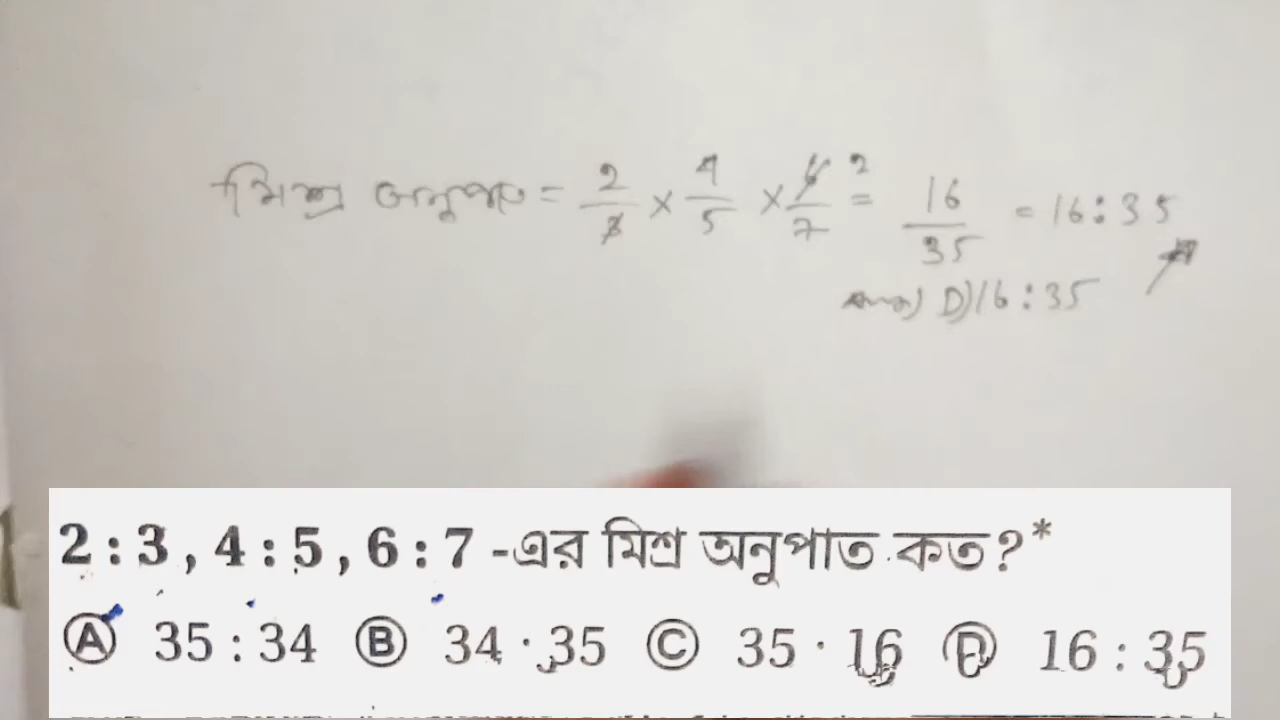 মিশ্র অনুপাত = 2/3 × 4/5 × 6/7 2 = 16/35 = 16:35
D) 16:35
2 : 3 , 4 : 5 , 6 : 7 -এর মিশ্র অনুপাত কত?*
Ⓐ 35 : 34 Ⓑ 34 · 35 Ⓒ 35 · 16 Ⓓ 16 : 35